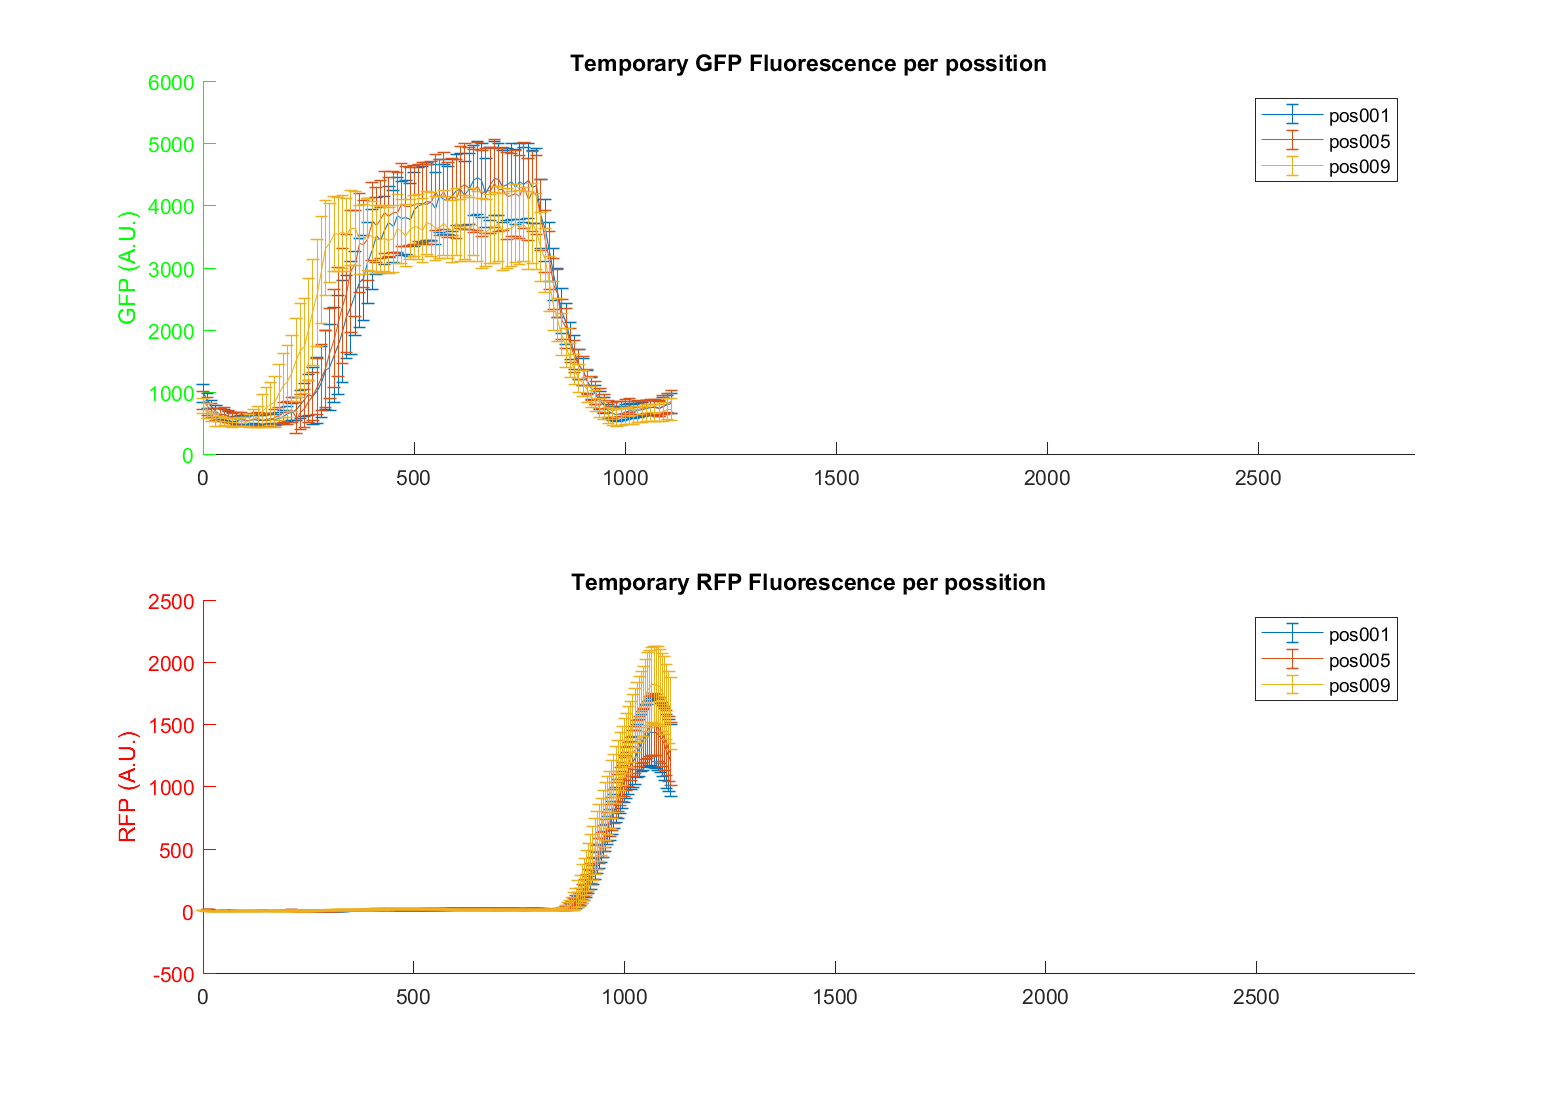 Temporary GFP Fluorescence per possition
6000
5000
4000
3000
2000
1000
0
GFP (A.U.)
pos001
pos005
pos009
0 500 1000 1500 2000 2500
Temporary RFP Fluorescence per possition
2500
2000
1500
1000
500
0
-500
RFP (A.U.)
pos001
pos005
pos009
0 500 1000 1500 2000 2500